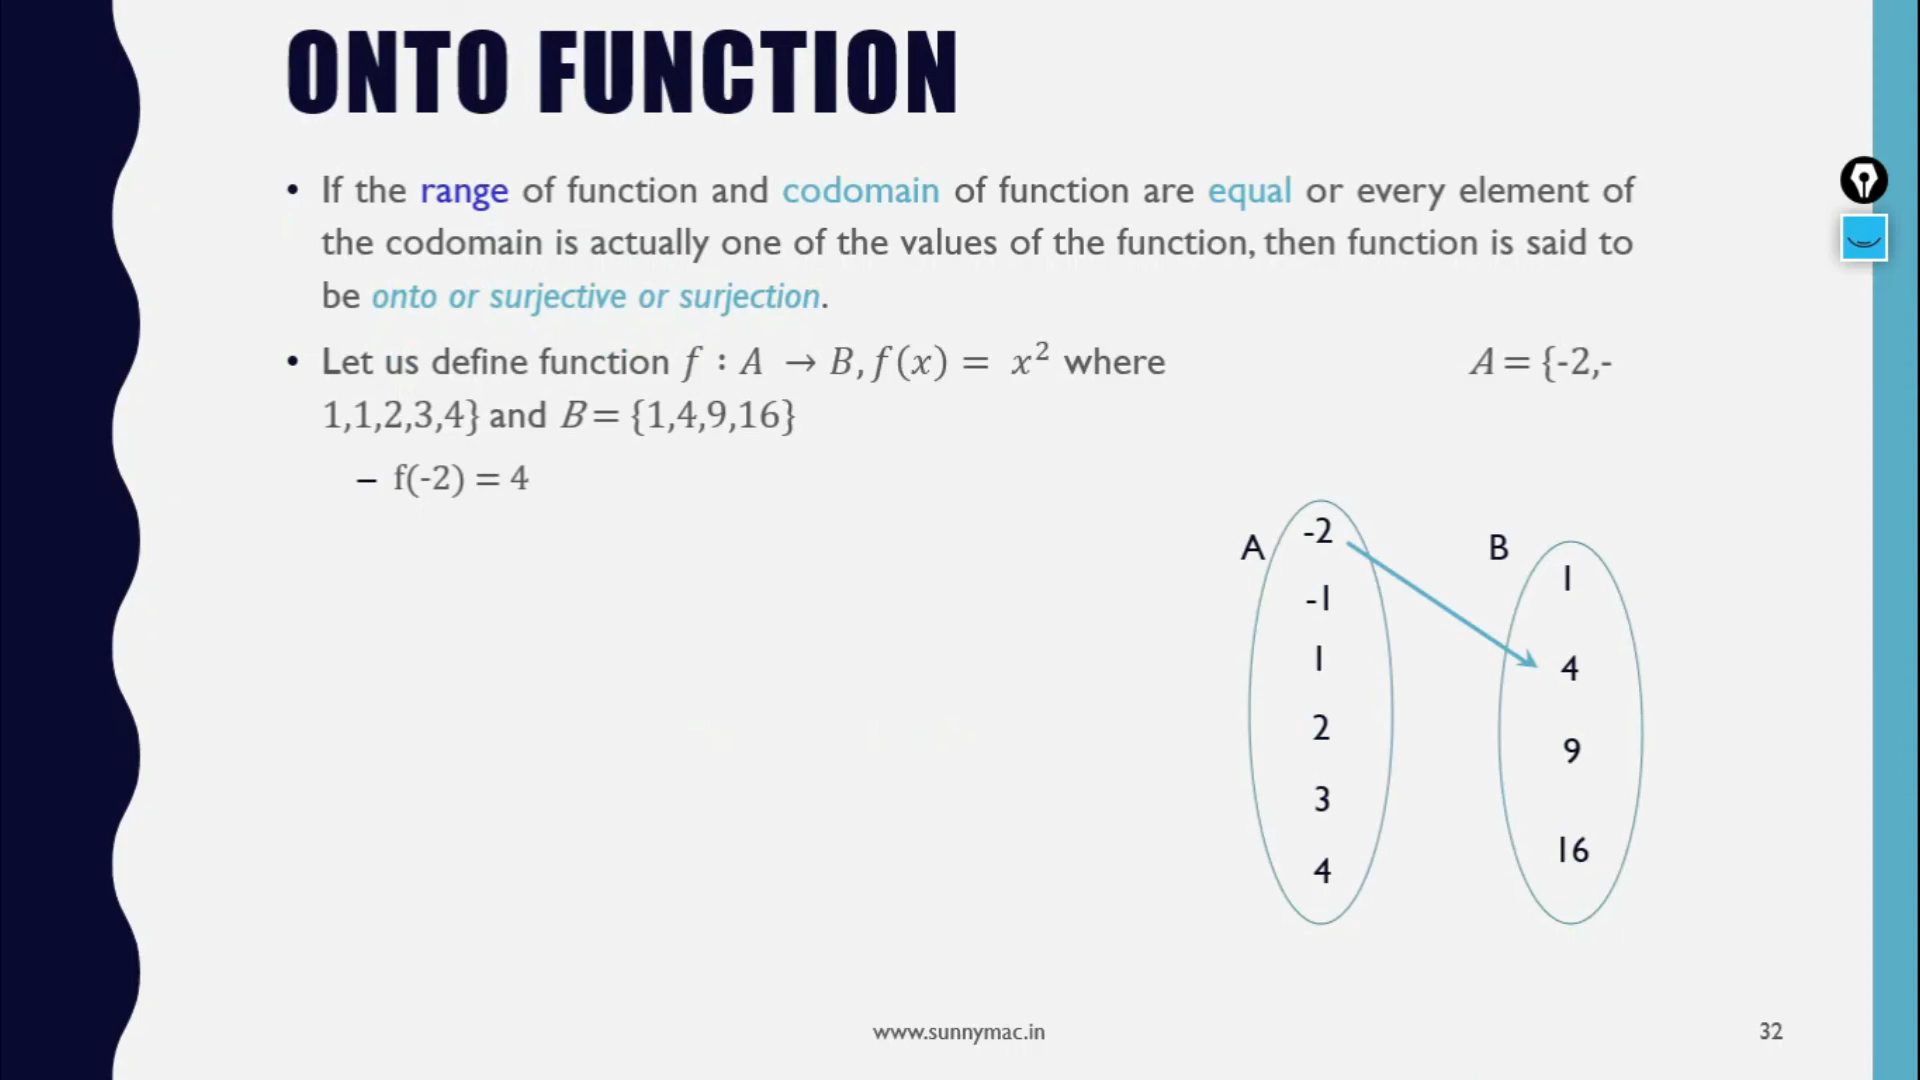 ONTO FUNCTION
• If the range of function and codomain of function are equal or every element of
the codomain is actually one of the values of the function, then function is said to
be onto or surjective or surjection.
• Let us define function f : A → B, f(x) = x² where A = {-2,-
1,1,2,3,4} and B = {1,4,9,16}
– f(-2) = 4
A
-2
-1
1
2
3
4
B
1
4
9
16
www.sunnymac.in
32